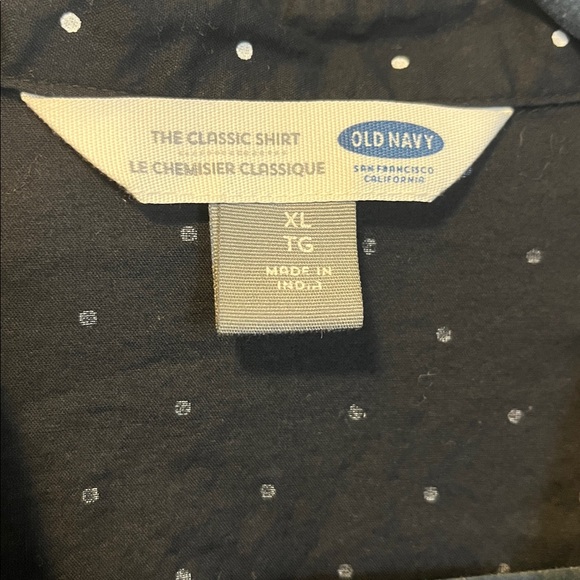 THE CLASSIC SHIRT
LE CHEMISIER CLASSIQUE
OLD NAVY
SAN FRANCISCO
CALIFORNIA
XL
TG
MADE IN
INDIA